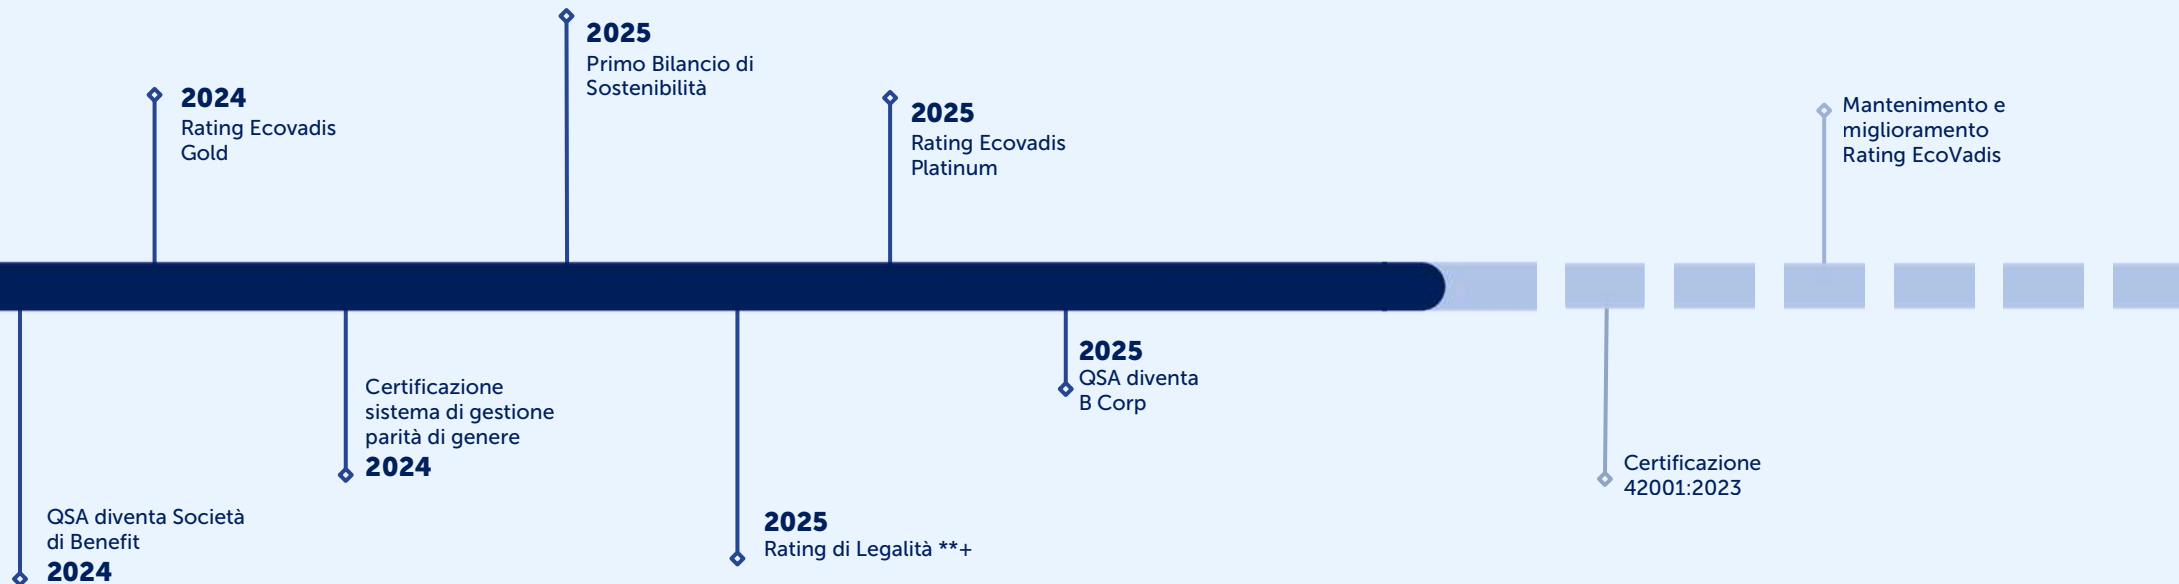 2025
Primo Bilancio di
Sostenibilità
2024
Rating Ecovadis
Gold
2025
Rating Ecovadis
Platinum
Mantenimento e
miglioramento
Rating EcoVadis
2025
QSA diventa
B Corp
Certificazione
sistema di gestione
parità di genere
2024
Certificazione
42001:2023
QSA diventa Società
di Benefit
2024
2025
Rating di Legalità **+